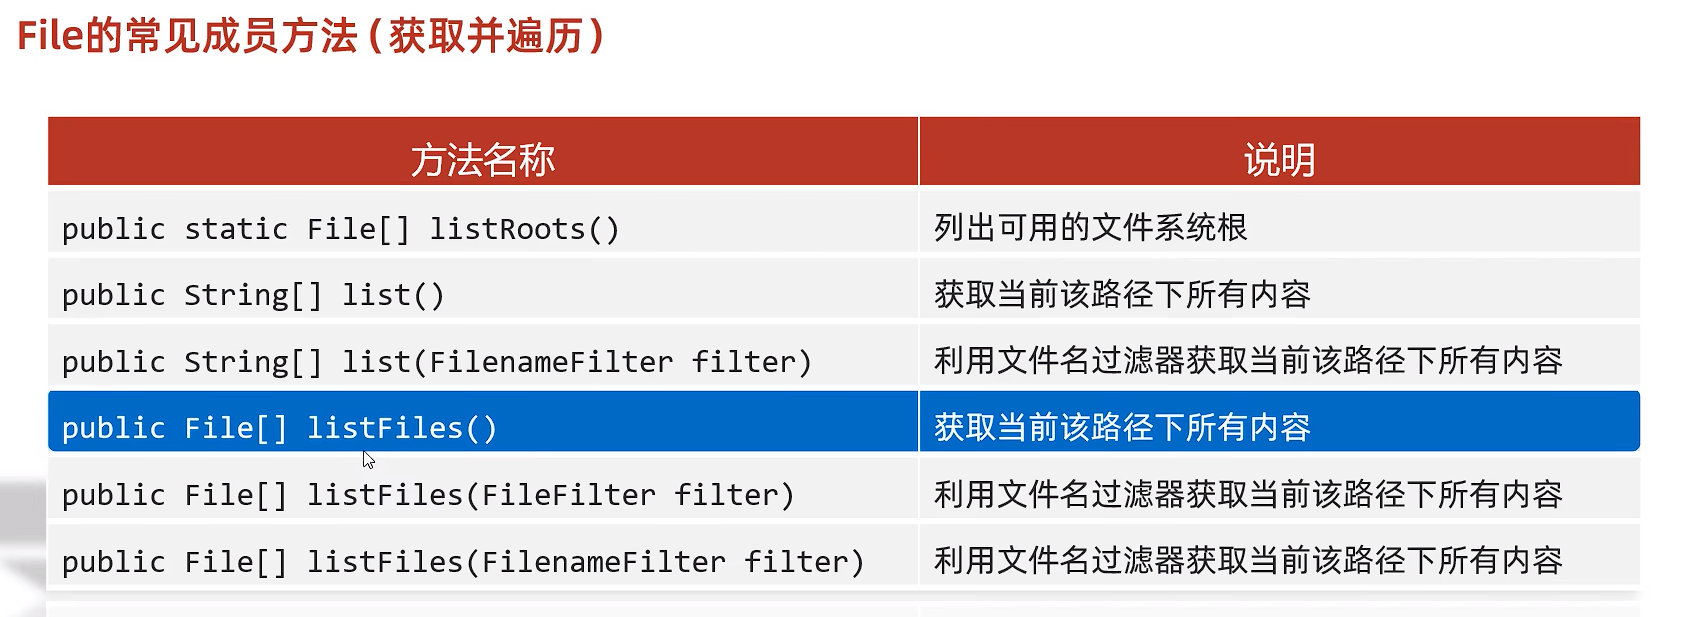 File的常见成员方法(获取并遍历)
方法名称 说明
public static File[] listRoots() 列出可用的文件系统根
public String[] list() 获取当前该路径下所有内容
public String[] list(FilenameFilter filter) 利用文件名过滤器获取当前该路径下所有内容
public File[] listFiles() 获取当前该路径下所有内容
public File[] listFiles(FileFilter filter) 利用文件名过滤器获取当前该路径下所有内容
public File[] listFiles(FilenameFilter filter) 利用文件名过滤器获取当前该路径下所有内容